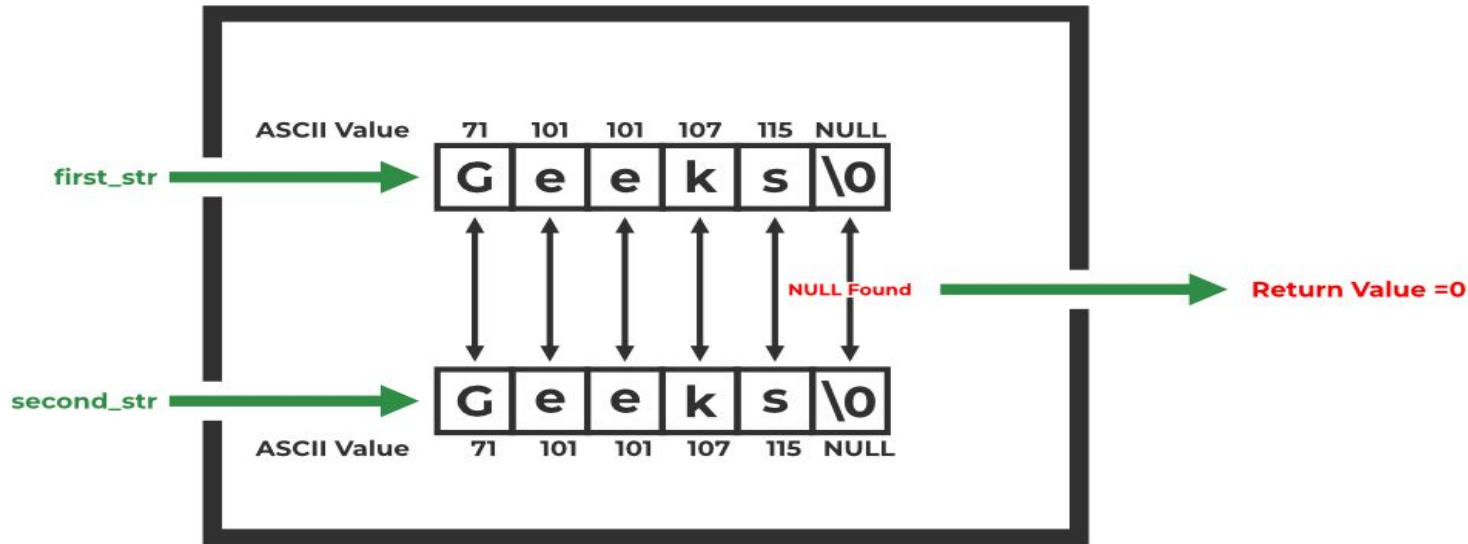 ASCII Value 71 101 101 107 115 NULL
first_str G e e k s \0
NULL Found Return Value =0
second_str G e e k s \0
ASCII Value 71 101 101 107 115 NULL